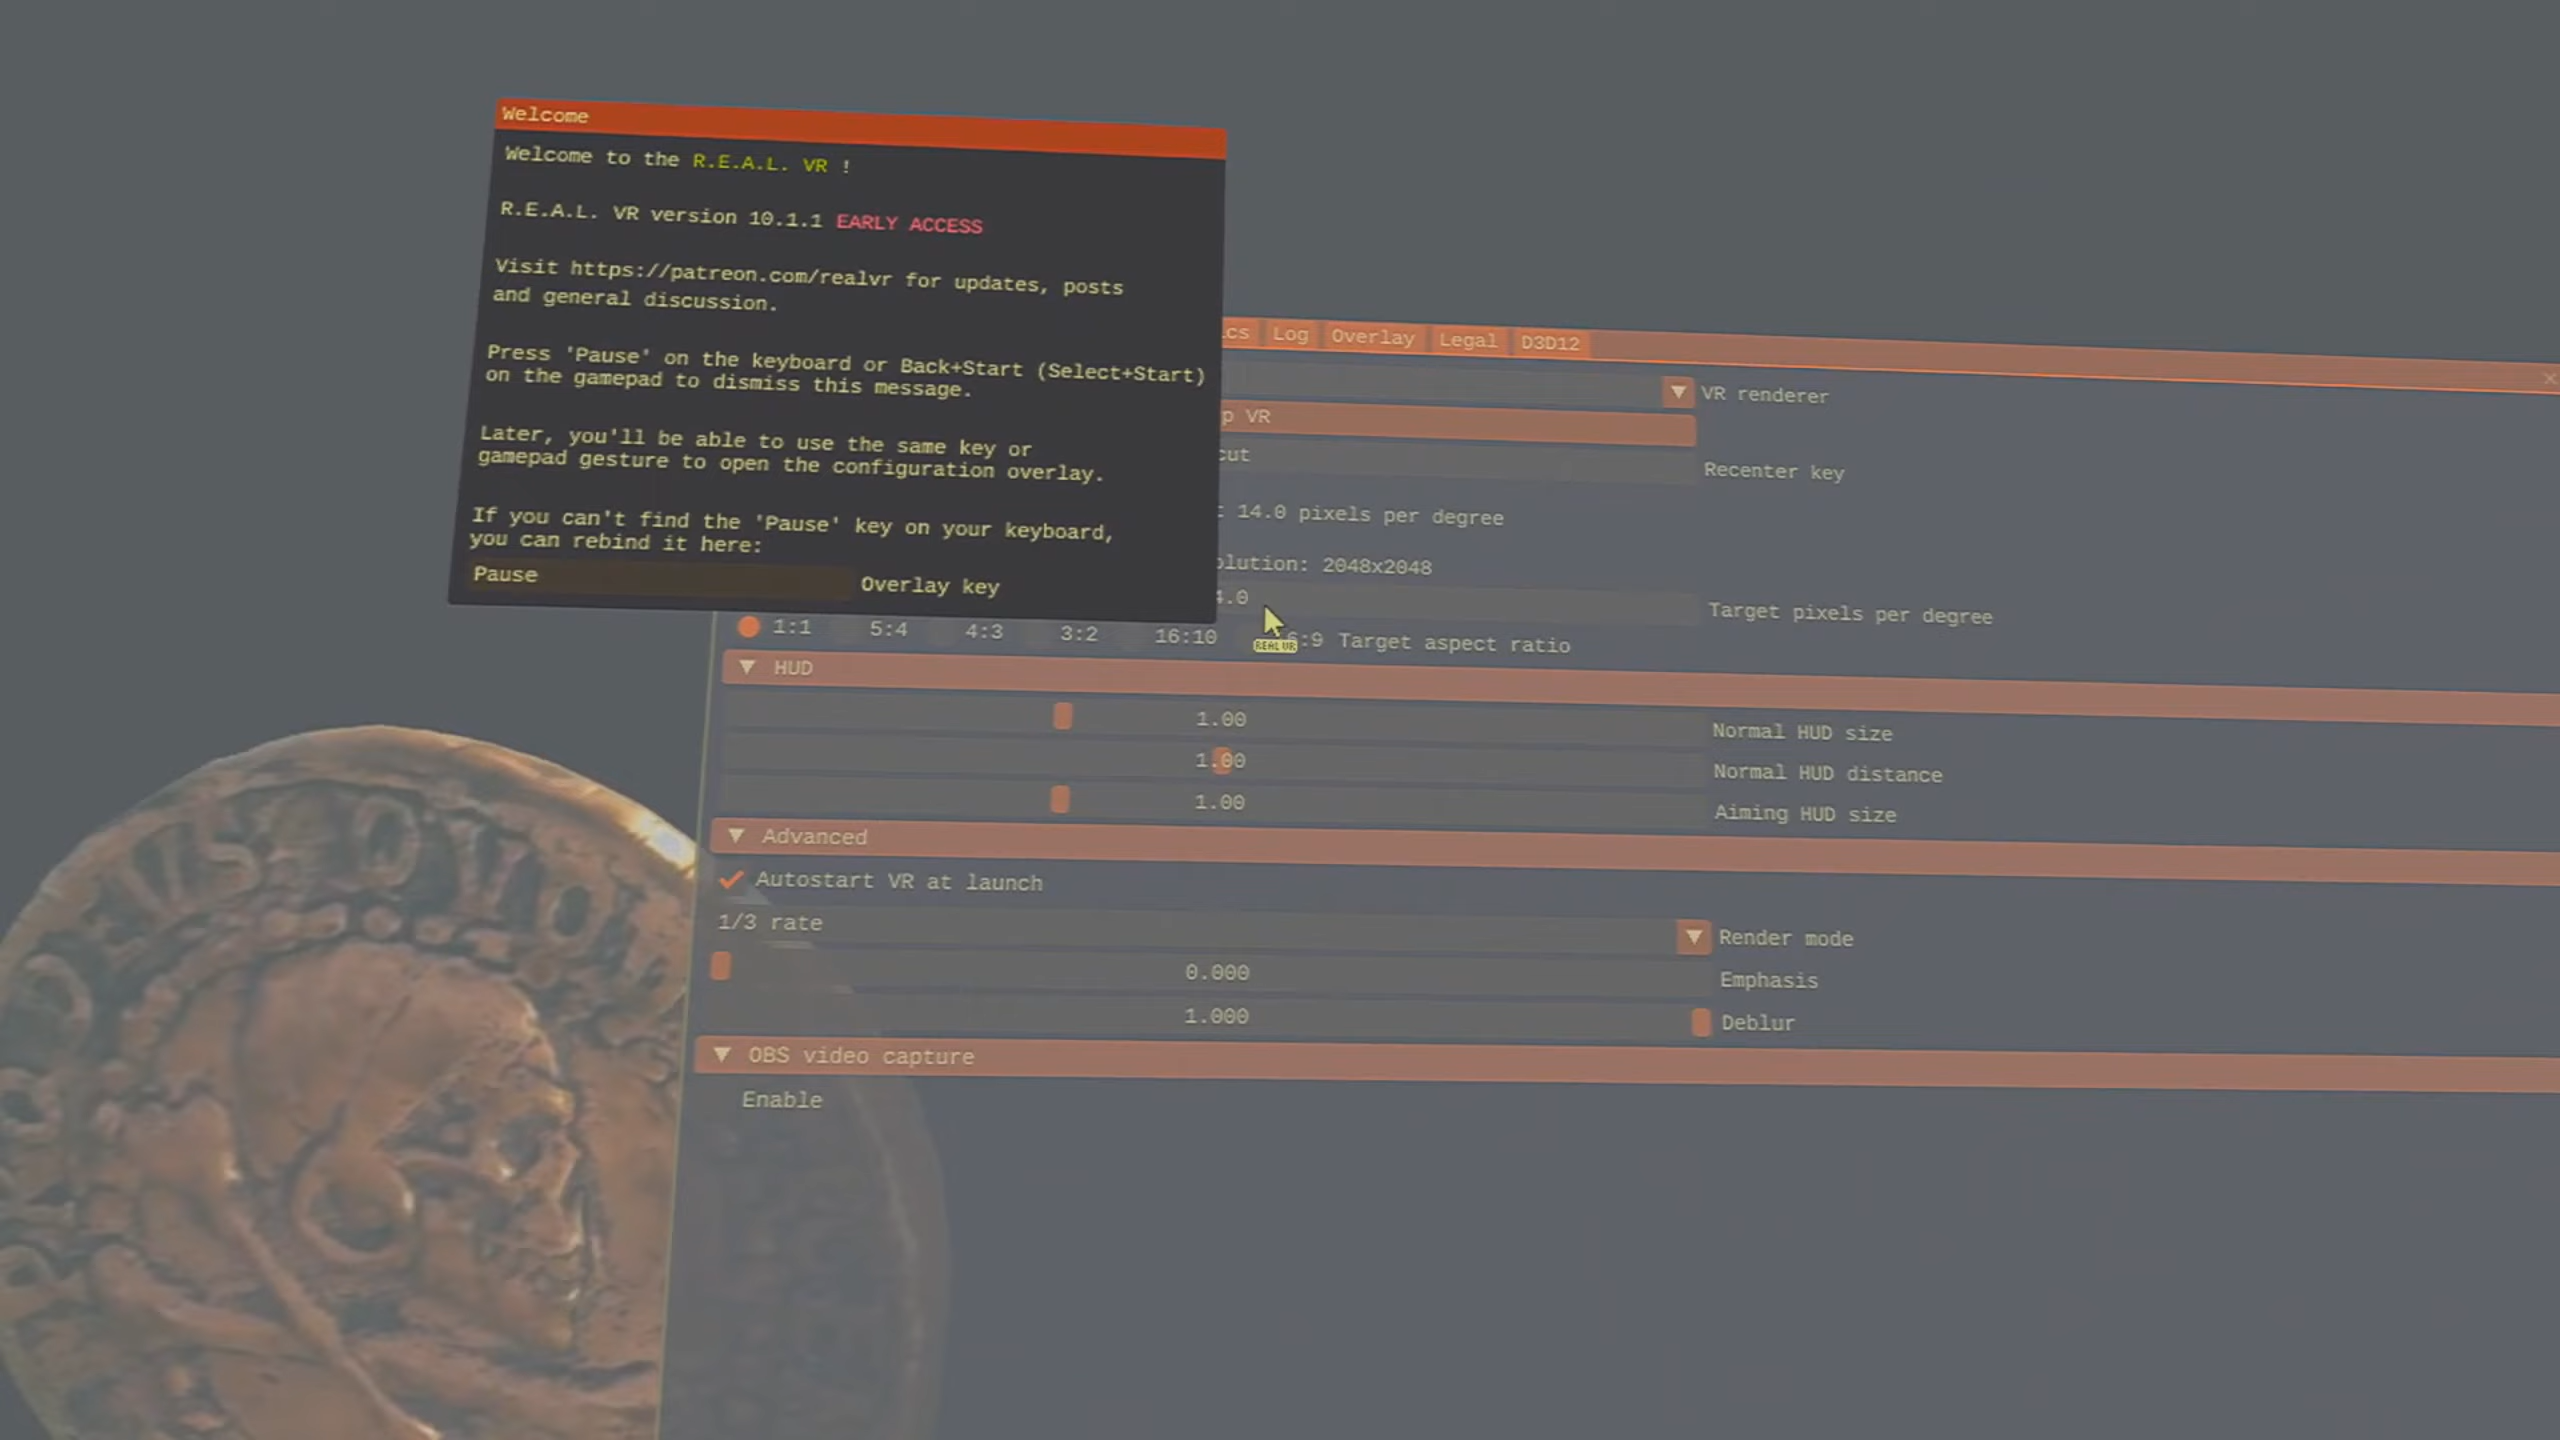 Welcome
Welcome to the R.E.A.L. VR !
R.E.A.L. VR version 10.1.1 EARLY ACCESS
Visit https://patreon.com/realvr for updates, posts
and general discussion.
Press 'Pause' on the keyboard or Back+Start (Select+Start)
on the gamepad to dismiss this message.
Later, you'll be able to use the same key or
gamepad gesture to open the configuration overlay.
If you can't find the 'Pause' key on your keyboard,
you can rebind it here:
Pause Overlay key
Log Overlay Legal D3D12
VR renderer
VR
Recenter key
14.0 pixels per degree
2048x2048
Target pixels per degree
REAL VR
1:1 5:4 4:3 3:2 16:10 Target aspect ratio
HUD
1.00 Normal HUD size
1.00 Normal HUD distance
1.00 Aiming HUD size
Advanced
Autostart VR at launch
1/3 rate Render mode
0.000 Emphasis
1.000 Deblur
OBS video capture
Enable